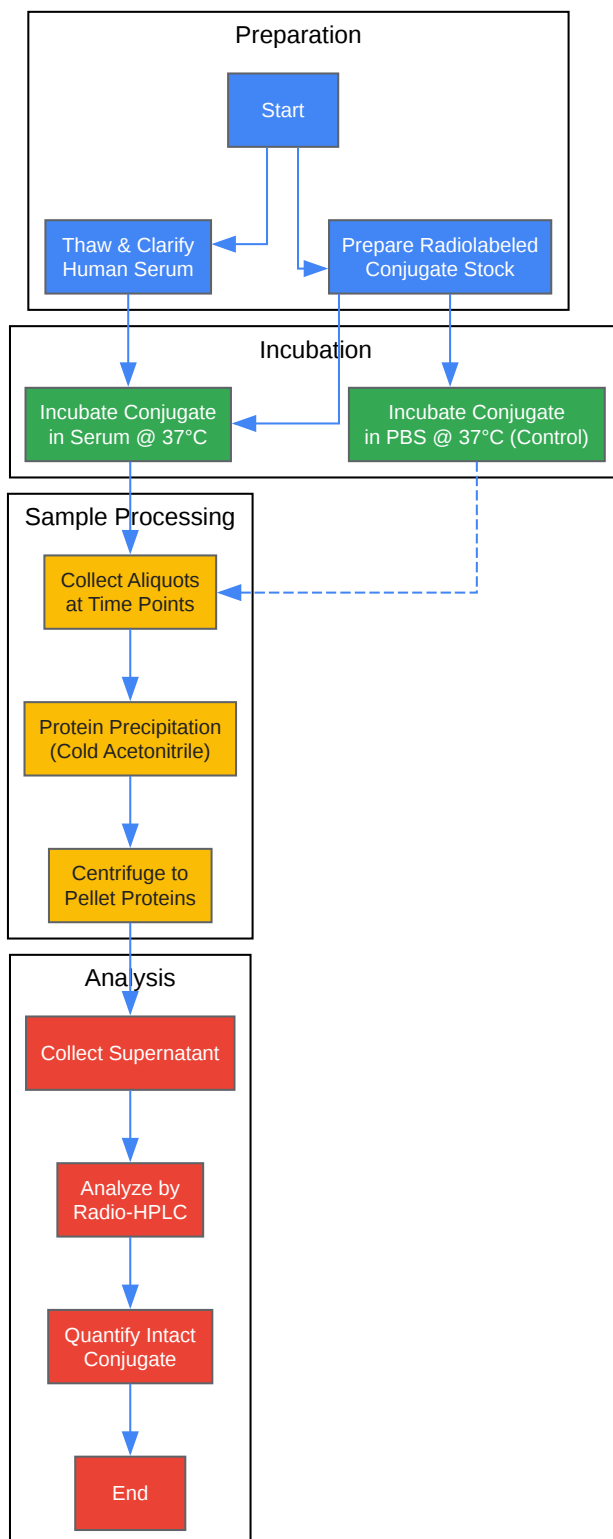 Preparation
Start
Thaw & Clarify
Human Serum
Prepare Radiolabeled
Conjugate Stock
Incubation
Incubate Conjugate
in Serum @ 37°C
Incubate Conjugate
in PBS @ 37°C (Control)
Sample Processing
Collect Aliquots
at Time Points
Protein Precipitation
(Cold Acetonitrile)
Centrifuge to
Pellet Proteins
Analysis
Collect Supernatant
Analyze by
Radio-HPLC
Quantify Intact
Conjugate
End